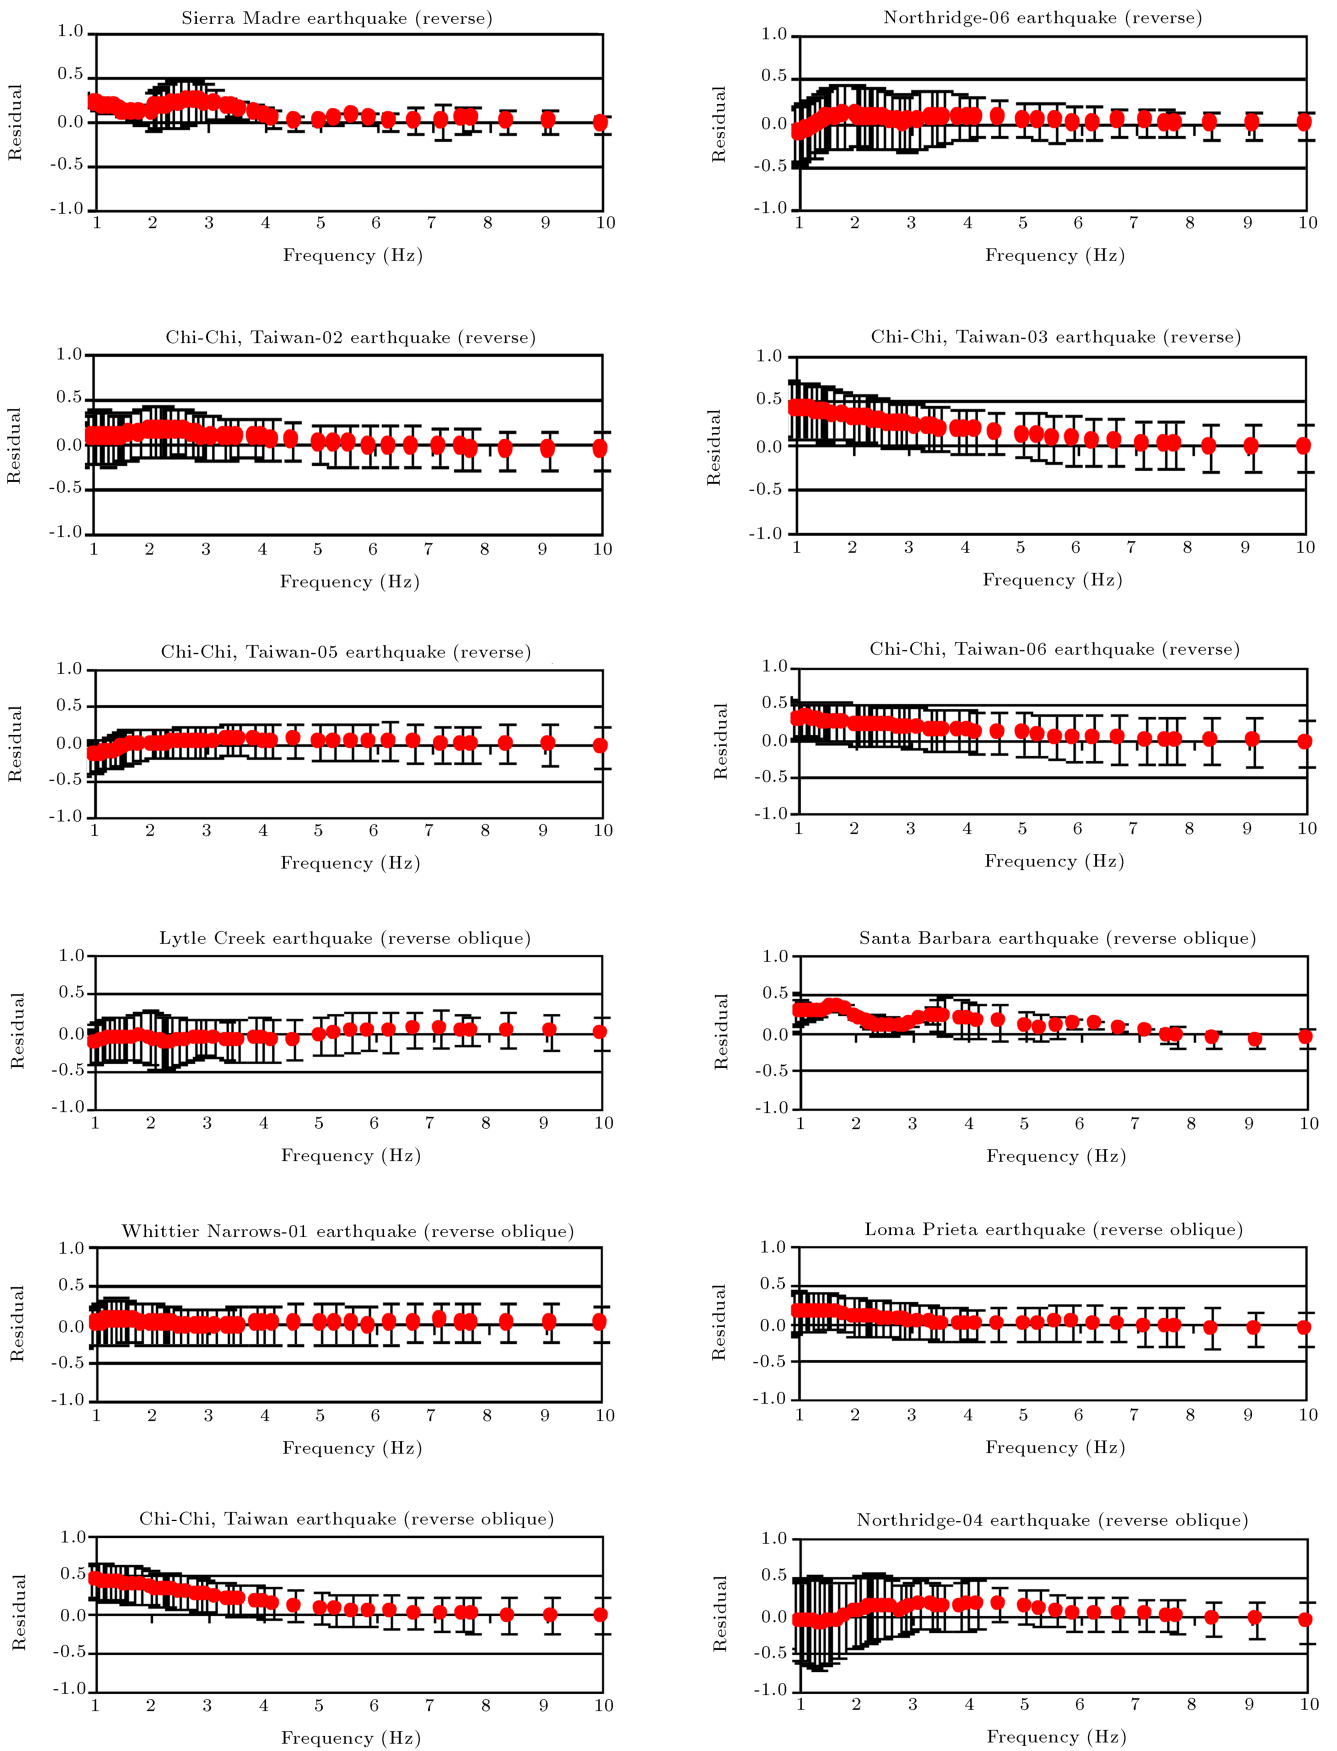 Sierra Madre earthquake (reverse)
1.0
0.5
0.0
-0.5
-1.0
Residual
1 2 3 4 5 6 7 8 9 10
Frequency (Hz)
Northridge-06 earthquake (reverse)
1.0
0.5
0.0
-0.5
-1.0
Residual
1 2 3 4 5 6 7 8 9 10
Frequency (Hz)
Chi-Chi, Taiwan-02 earthquake (reverse)
1.0
0.5
0.0
-0.5
-1.0
Residual
1 2 3 4 5 6 7 8 9 10
Frequency (Hz)
Chi-Chi, Taiwan-03 earthquake (reverse)
1.0
0.5
0.0
-0.5
-1.0
Residual
1 2 3 4 5 6 7 8 9 10
Frequency (Hz)
Chi-Chi, Taiwan-05 earthquake (reverse)
1.0
0.5
0.0
-0.5
-1.0
Residual
1 2 3 4 5 6 7 8 9 10
Frequency (Hz)
Chi-Chi, Taiwan-06 earthquake (reverse)
1.0
0.5
0.0
-0.5
-1.0
Residual
1 2 3 4 5 6 7 8 9 10
Frequency (Hz)
Lytle Creek earthquake (reverse oblique)
1.0
0.5
0.0
-0.5
-1.0
Residual
1 2 3 4 5 6 7 8 9 10
Frequency (Hz)
Santa Barbara earthquake (reverse oblique)
1.0
0.5
0.0
-0.5
-1.0
Residual
1 2 3 4 5 6 7 8 9 10
Frequency (Hz)
Whittier Narrows-01 earthquake (reverse oblique)
1.0
0.5
0.0
-0.5
-1.0
Residual
1 2 3 4 5 6 7 8 9 10
Frequency (Hz)
Loma Prieta earthquake (reverse oblique)
1.0
0.5
0.0
-0.5
-1.0
Residual
1 2 3 4 5 6 7 8 9 10
Frequency (Hz)
Chi-Chi, Taiwan earthquake (reverse oblique)
1.0
0.5
0.0
-0.5
-1.0
Residual
1 2 3 4 5 6 7 8 9 10
Frequency (Hz)
Northridge-04 earthquake (reverse oblique)
1.0
0.5
0.0
-0.5
-1.0
Residual
1 2 3 4 5 6 7 8 9 10
Frequency (Hz)